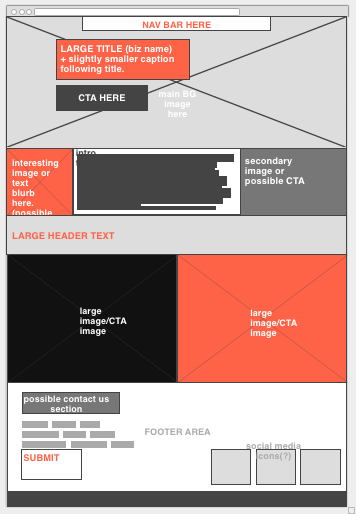 NAV BAR HERE
LARGE TITLE (biz name)
+ slightly smaller caption
following title.
CTA HERE
main BG
image
here
interesting
image or
text
blurb
here.
(possible
intro
secondary
image or
possible CTA
LARGE HEADER TEXT
large
image/CTA
image
large
image/CTA
image
possible contact us
section
FOOTER AREA
SUBMIT
social media
icons(?)